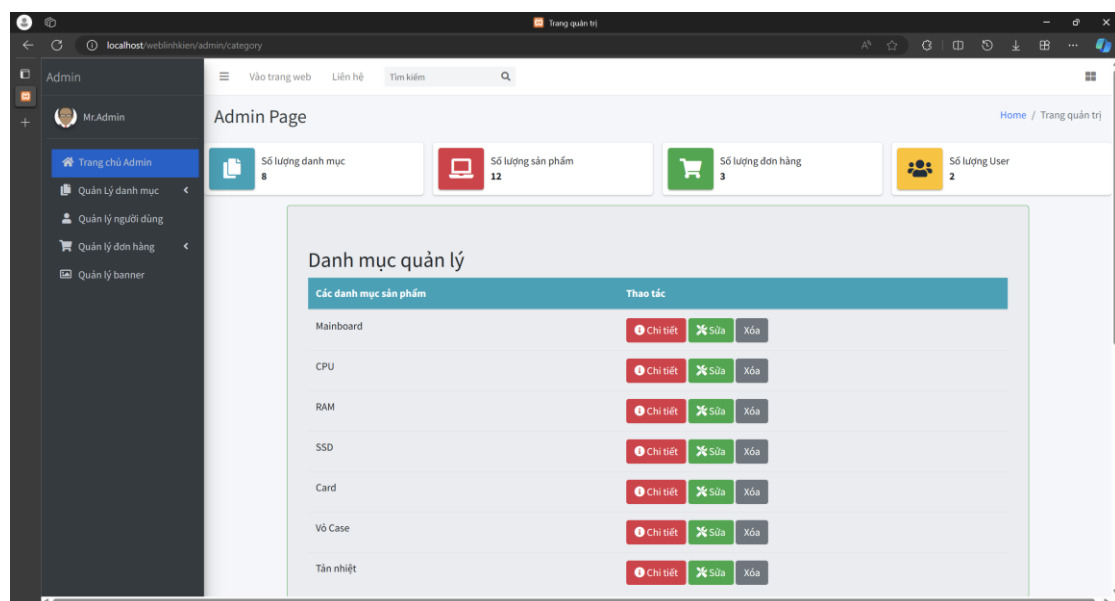 Trang quản trị
localhost/weblinhkien/admin/category
Admin
Vào trang web Liên hệ Tìm kiếm
Mr.Admin
Admin Page
Home / Trang quản trị
Trang chủ Admin
Quản Lý danh mục
Quản lý người dùng
Quản lý đơn hàng
Quản lý banner
Số lượng danh mục
8
Số lượng sản phẩm
12
Số lượng đơn hàng
3
Số lượng User
2
Danh mục quản lý
Các danh mục sản phẩm Thao tác
Mainboard Chi tiết Sửa Xóa
CPU Chi tiết Sửa Xóa
RAM Chi tiết Sửa Xóa
SSD Chi tiết Sửa Xóa
Card Chi tiết Sửa Xóa
Vỏ Case Chi tiết Sửa Xóa
Tản nhiệt Chi tiết Sửa Xóa